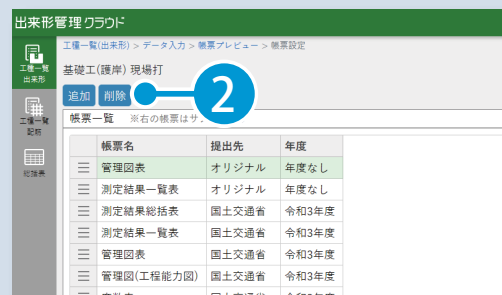 出来形管理クラウド
工種一覧(出来形) > データ入力 > 帳票プレビュー > 帳票設定
工種一覧
出来形
基礎工(護岸) 現場打
追加 削除
2
工種一覧
配筋
帳票一覧 ※右の帳票はサ
総括表
帳票名 提出先 年度
管理図表 オリジナル 年度なし
測定結果一覧表 オリジナル 年度なし
測定結果総括表 国土交通省 令和3年度
測定結果一覧表 国土交通省 令和3年度
管理図表 国土交通省 令和3年度
管理図(工程能力図) 国土交通省 令和3年度